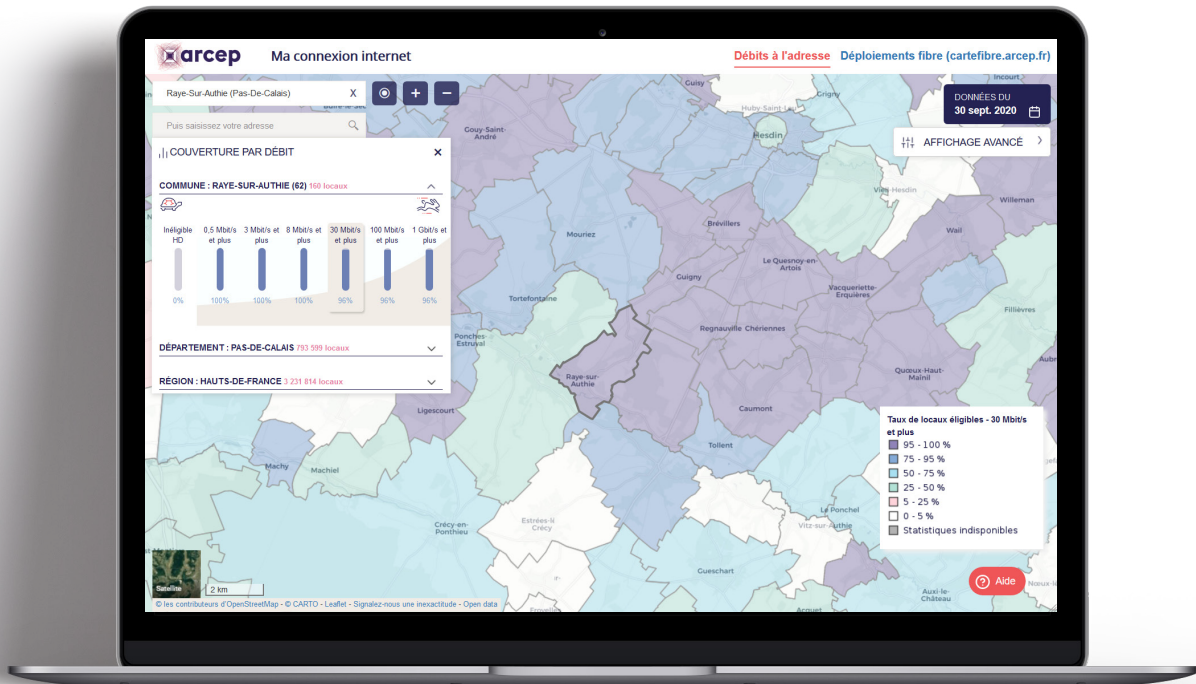 arcep
Ma connexion internet
Débits à l'adresse
Déploiements fibre (cartefibre.arcep.fr)
Raye-Sur-Authie (Pas-De-Calais)
X
+
−
Puis saisissez votre adresse
DONNÉES DU
30 sept. 2020
AFFICHAGE AVANCÉ
COUVERTURE PAR DÉBIT
COMMUNE : RAYE-SUR-AUTHIE (62) 160 locaux
Inéligible
HD
0,5 Mbit/s
et plus
3 Mbit/s et
plus
8 Mbit/s et
plus
30 Mbit/s
et plus
100 Mbit/s
et plus
1 Gbit/s et
plus
0%
100%
100%
100%
96%
96%
96%
DÉPARTEMENT : PAS-DE-CALAIS 793 599 locaux
RÉGION : HAUTS-DE-FRANCE 3 231 814 locaux
Guisy
Grigny
Incourt
Huby-Saint-Leu
Hesdin
Gouy-Saint-
André
Vieil-Hesdin
Willeman
Wail
Brévillers
Mouriez
Le Quesnoy-en-
Artois
Guigny
Vacqueriette-
Erquières
Tortefontaine
Fillièvres
Regnauville
Chériennes
Ponches-
Estruval
Raye-sur-
Authie
Quœux-Haut-
Maînil
Caumont
Ligescourt
Tollent
Machy
Machiel
Le Ponchel
Vitz-sur-Authie
Crécy-en-
Ponthieu
Estrées-lè
Crécy
Gueschart
Auxi-le-
Château
Taux de locaux éligibles - 30 Mbit/s
et plus
95 - 100 %
75 - 95 %
50 - 75 %
25 - 50 %
5 - 25 %
0 - 5 %
Statistiques indisponibles
Aide
Satellite
2 km
© les contributeurs d'OpenStreetMap - © CARTO - Leaflet - Signalez-nous une inexactitude - Open data